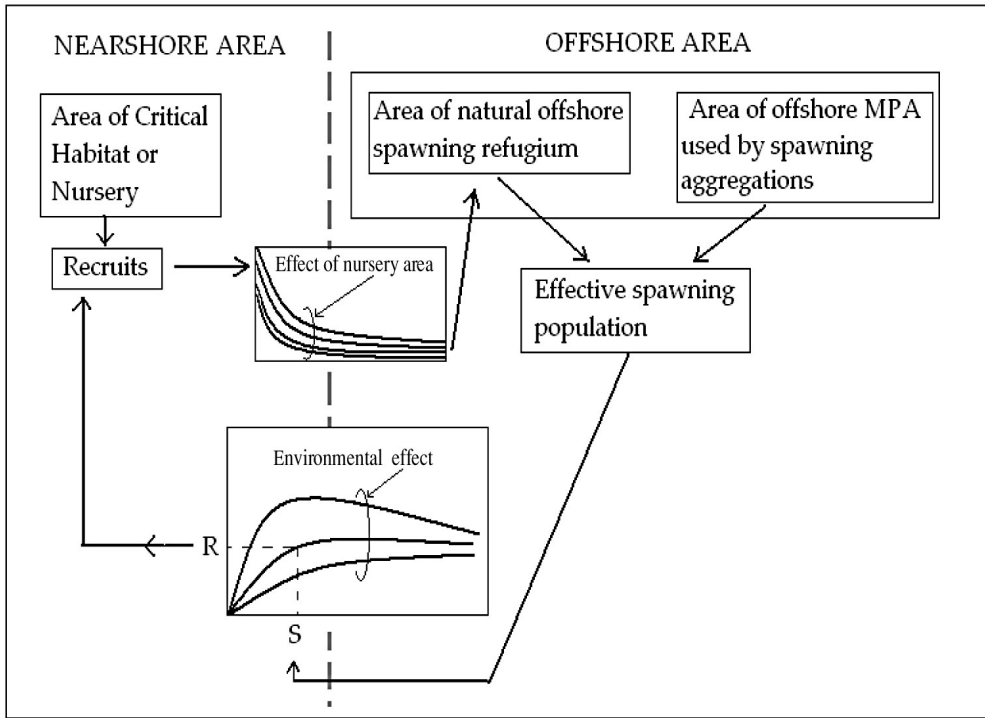 NEARSHORE AREA
OFFSHORE AREA
Area of Critical
Habitat or
Nursery
Area of natural offshore
spawning refugium
Area of offshore MPA
used by spawning
aggregations
Recruits
Effect of nursery area
Effective spawning
population
Environmental effect
R
S